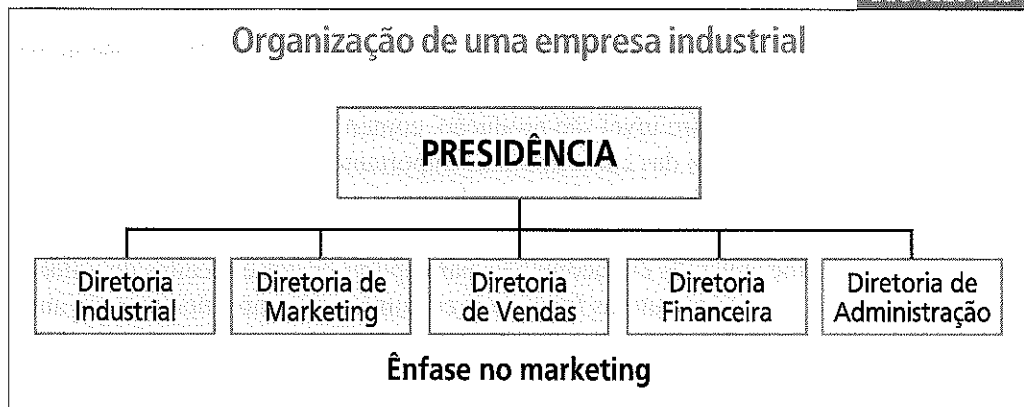 Organização de uma empresa industrial
PRESIDÊNCIA
Diretoria
Industrial
Diretoria de
Marketing
Diretoria
de Vendas
Diretoria
Financeira
Diretoria de
Administração
Ênfase no marketing